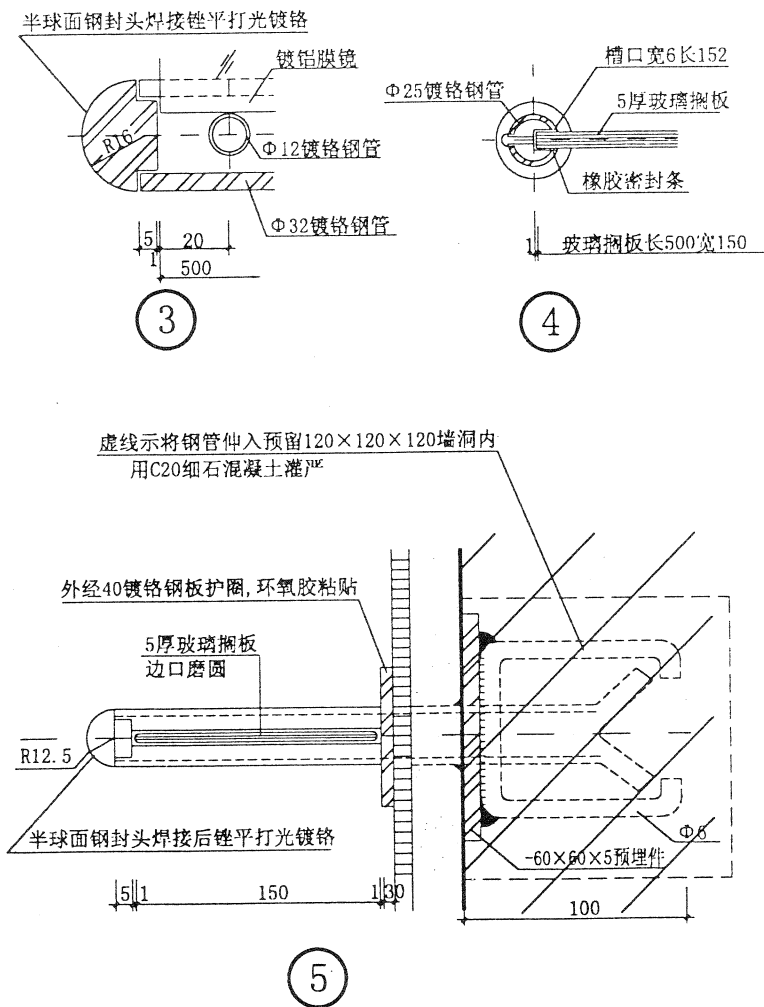 半球面钢封头焊接锉平打光镀铬
镀铝膜镜
R16
Φ12镀铬钢管
Φ32镀铬钢管
5
20
1
500
3
槽口宽6长152
Φ25镀铬钢管
5厚玻璃搁板
橡胶密封条
1
玻璃搁板长500宽150
4
虚线示将钢管伸入预留120×120×120墙洞内
用C20细石混凝土灌严
外经40镀铬钢板护圈,环氧胶粘贴
5厚玻璃搁板
边口磨圆
R12.5
半球面钢封头焊接后锉平打光镀铬
Φ6
-60×60×5预埋件
5
1
150
1
30
100
5